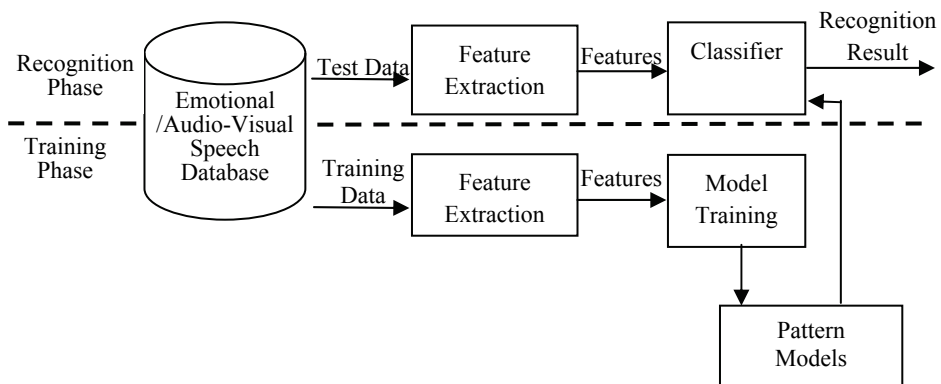 Recognition
Phase
Training
Phase
Emotional
/Audio-Visual
Speech
Database
Test Data
Feature
Extraction
Features
Classifier
Recognition
Result
Training
Data
Feature
Extraction
Features
Model
Training
Pattern
Models